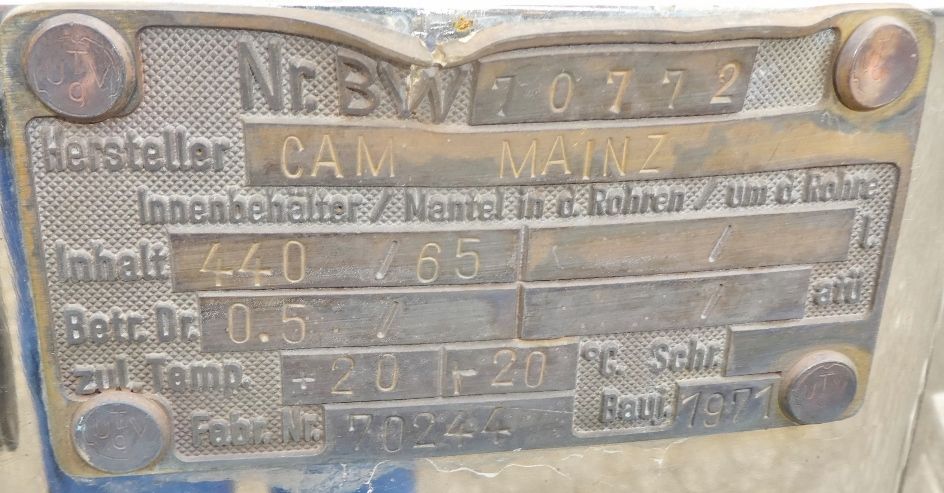 Nr. BW 70772
Hersteller CAM MAINZ
Innenbehälter / Mantel in d. Rohren / um d. Rohre
Inhalt 440 / 65 / l.
Betr. Dr. 0.5 / / atü
zul. Temp. 20 20 °C. Schr.
Fabr. Nr. 70244 Bauj. 1971